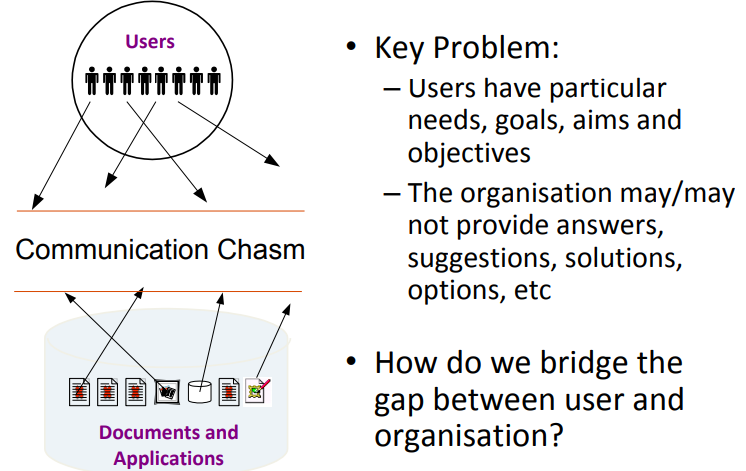 Users
Communication Chasm
Documents and
Applications
• Key Problem:
– Users have particular
needs, goals, aims and
objectives
– The organisation may/may
not provide answers,
suggestions, solutions,
options, etc
• How do we bridge the
gap between user and
organisation?